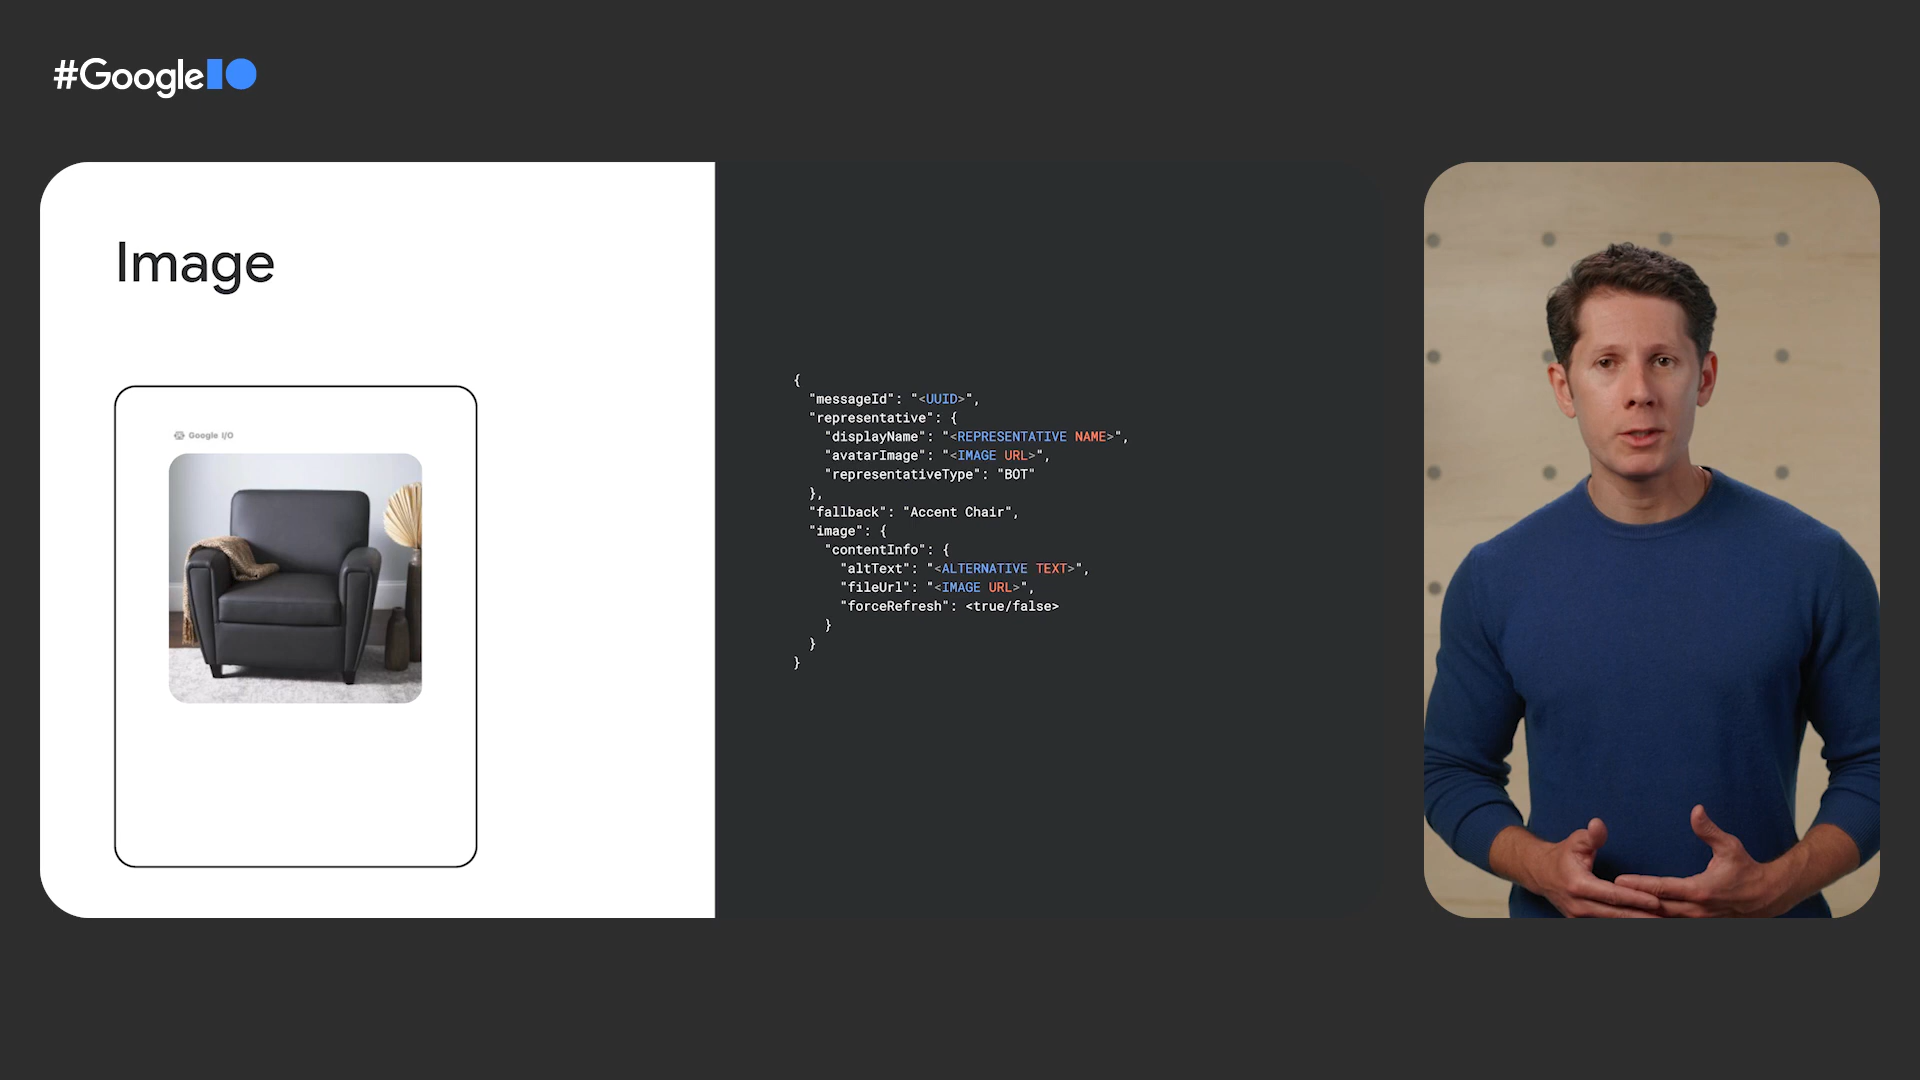 #GoogleIO
Image
Google I/O
{
"messageId": "<UUID>",
"representative": {
"displayName": "<REPRESENTATIVE NAME>",
"avatarImage": "<IMAGE URL>",
"representativeType": "BOT"
},
"fallback": "Accent Chair",
"image": {
"contentInfo": {
"altText": "<ALTERNATIVE TEXT>",
"fileUrl": "<IMAGE URL>",
"forceRefresh": <true/false>
}
}
}